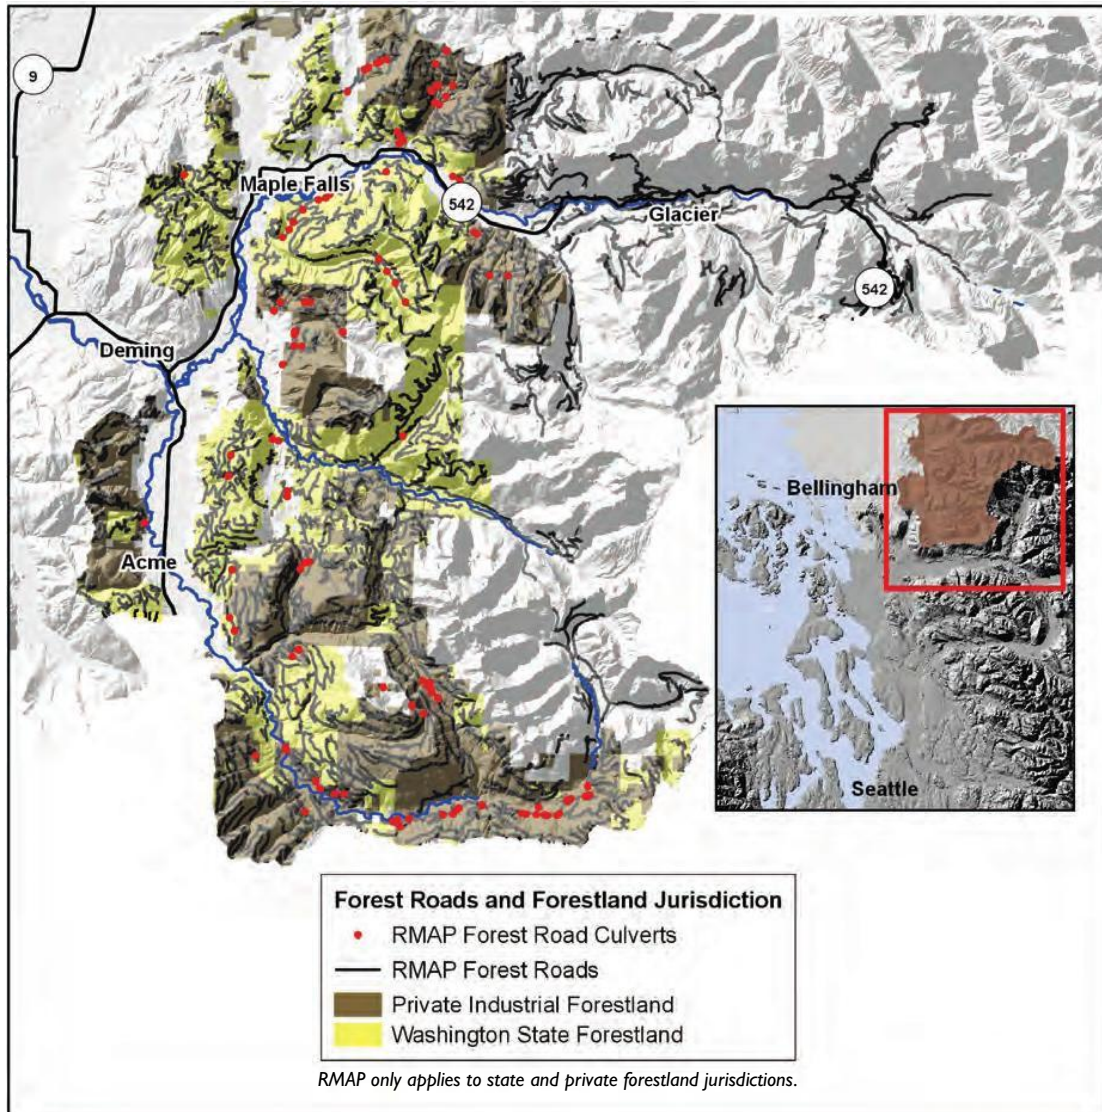 9
Maple Falls
542
Glacier
542
Deming
Acme
Bellingham
Seattle
Forest Roads and Forestland Jurisdiction
RMAP Forest Road Culverts
RMAP Forest Roads
Private Industrial Forestland
Washington State Forestland
RMAP only applies to state and private forestland jurisdictions.